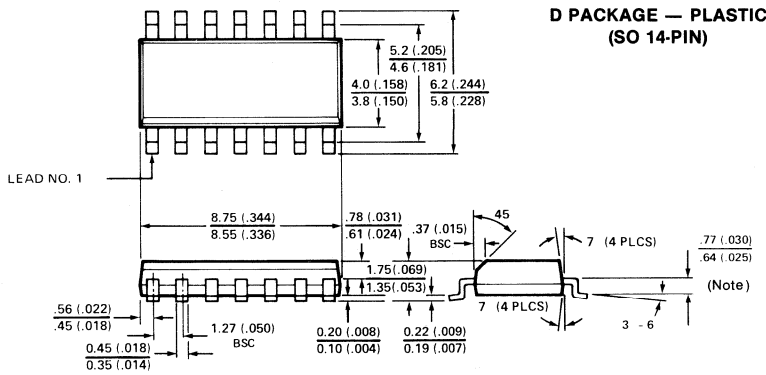 D PACKAGE — PLASTIC
(SO 14-PIN)
5.2 (.205)
4.6 (.181)
4.0 (.158)
3.8 (.150)
6.2 (.244)
5.8 (.228)
LEAD NO. 1
8.75 (.344)
8.55 (.336)
.78 (.031)
.61 (.024)
.37 (.015)
BSC
45
7 (4 PLCS)
.77 (.030)
.64 (.025)
(Note)
1.75(.069)
1.35(.053)
.56 (.022)
.45 (.018)
1.27 (.050)
BSC
0.20 (.008)
0.10 (.004)
0.22 (.009)
0.19 (.007)
7 (4 PLCS)
3 - 6
0.45 (.018)
0.35 (.014)